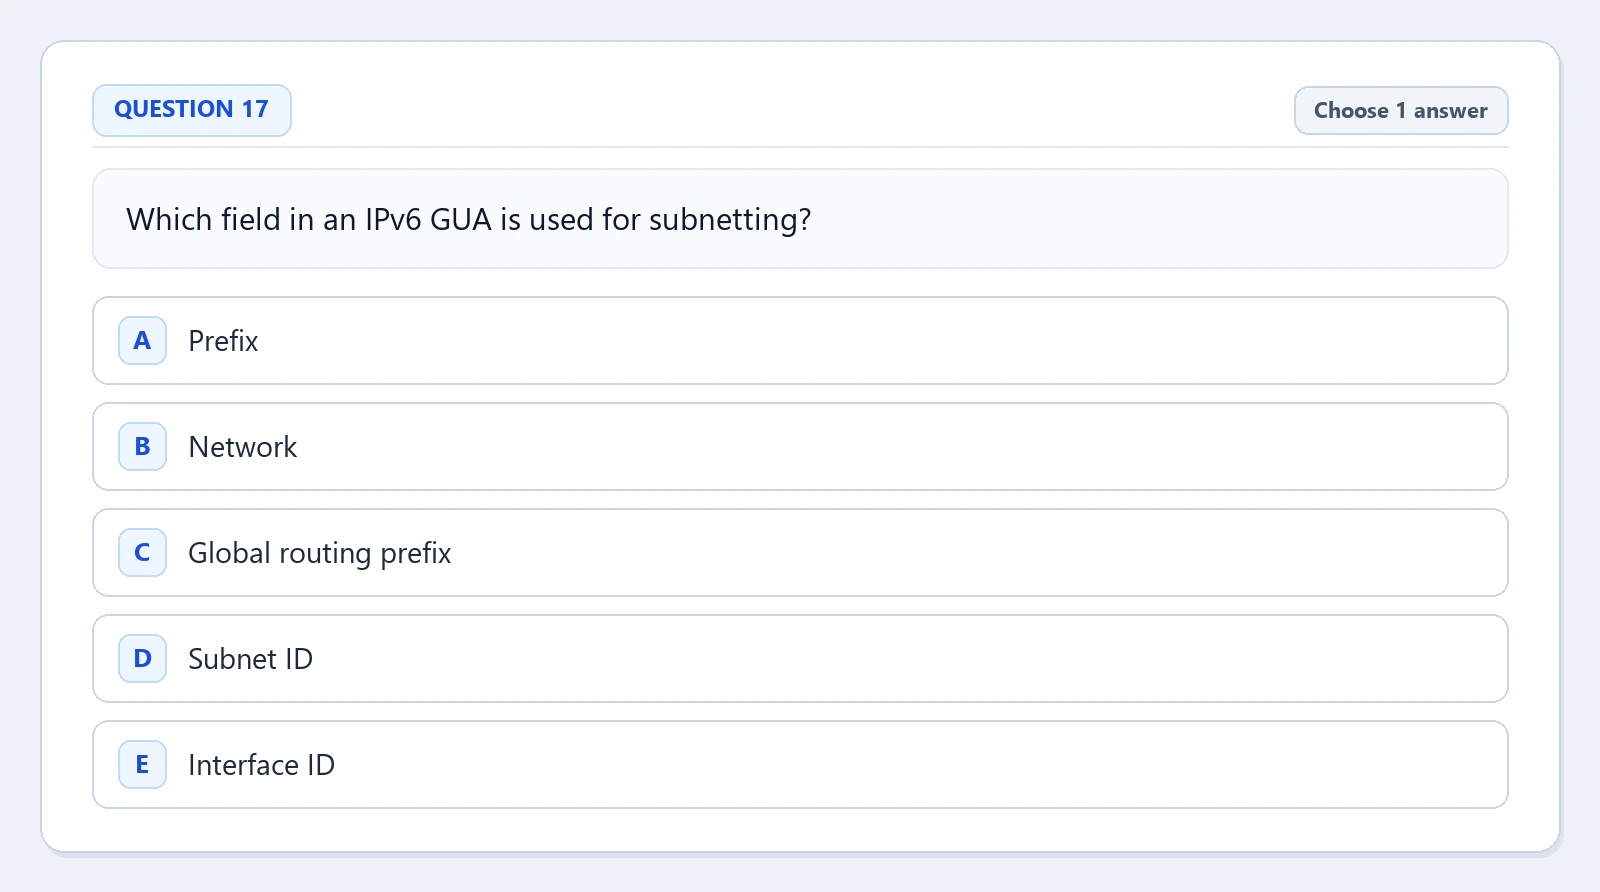 QUESTION 17
Choose 1 answer
Which field in an IPv6 GUA is used for subnetting?
A Prefix
B Network
C Global routing prefix
D Subnet ID
E Interface ID